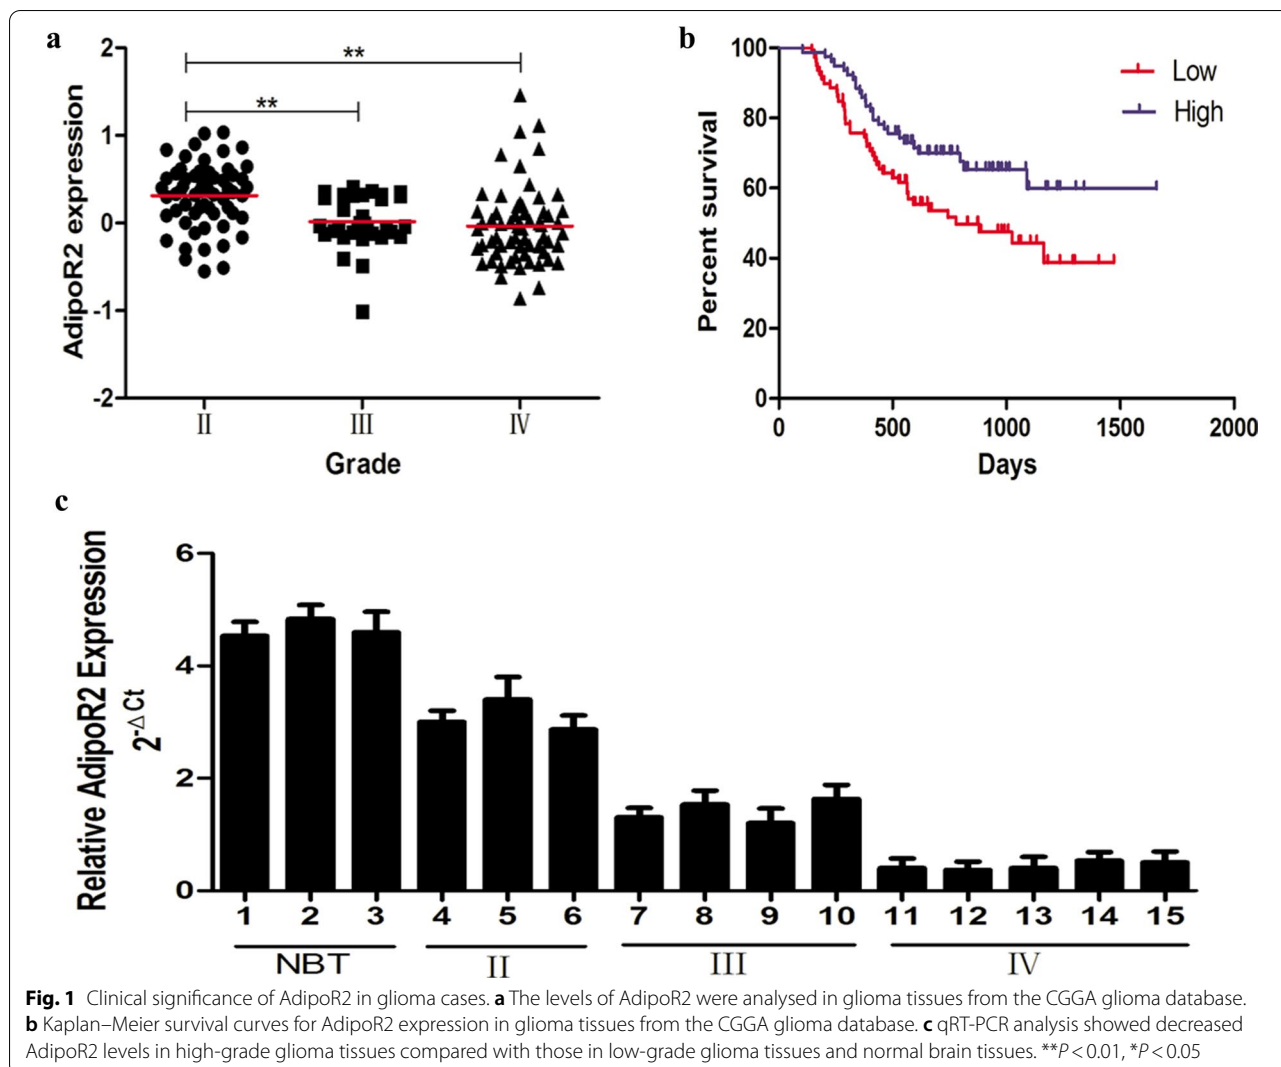 a
AdipoR2 expression
2
1
0
-1
-2
**
**
II
III
IV
Grade
b
Percent survival
100
80
60
40
20
0
Low
High
0
500
1000
1500
2000
Days
c
Relative AdipoR2 Expression
2-△Ct
6
4
2
0
1 2 3 4 5 6 7 8 9 10 11 12 13 14 15
NBT II III IV
Fig. 1 Clinical significance of AdipoR2 in glioma cases. a The levels of AdipoR2 were analysed in glioma tissues from the CGGA glioma database.
b Kaplan–Meier survival curves for AdipoR2 expression in glioma tissues from the CGGA glioma database. c qRT-PCR analysis showed decreased
AdipoR2 levels in high-grade glioma tissues compared with those in low-grade glioma tissues and normal brain tissues. **P < 0.01, *P < 0.05